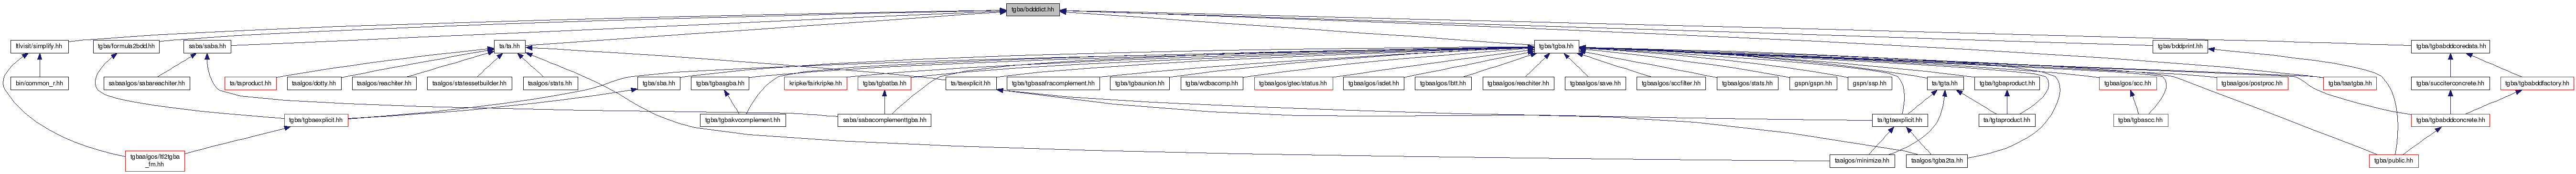 tgba/bdddict.hh
ltlvisit/simplify.hh
tgba/formula2bdd.hh
saba/saba.hh
ta/ta.hh
tgba/tgba.hh
tgba/bddprint.hh
tgba/tgbabddcoredata.hh
bin/common_r.hh
sabaalgos/sabareachiter.hh
ta/taproduct.hh
taalgos/dotty.hh
taalgos/reachiter.hh
taalgos/statessetbuilder.hh
taalgos/stats.hh
tgba/sba.hh
tgba/tgbasgba.hh
kripke/fairkripke.hh
tgba/tgbatba.hh
ta/taexplicit.hh
tgba/tgbasafracomplement.hh
tgba/tgbaunion.hh
tgba/wdbacomp.hh
tgbaalgos/gtec/status.hh
tgbaalgos/isdet.hh
tgbaalgos/lbtt.hh
tgbaalgos/reachiter.hh
tgbaalgos/save.hh
tgbaalgos/sccfilter.hh
tgbaalgos/stats.hh
gspn/gspn.hh
gspn/ssp.hh
ta/tgta.hh
tgba/tgbaproduct.hh
tgbaalgos/scc.hh
tgbaalgos/postproc.hh
tgba/taatgba.hh
tgba/succiterconcrete.hh
tgba/tgbabddfactory.hh
tgba/tgbaexplicit.hh
tgba/tgbakvcomplement.hh
saba/sabacomplementtgba.hh
ta/tgtaexplicit.hh
ta/tgtaproduct.hh
tgba/tgbascc.hh
tgba/tgbabddconcrete.hh
tgbaalgos/ltl2tgba
_fm.hh
taalgos/minimize.hh
taalgos/tgba2ta.hh
tgba/public.hh